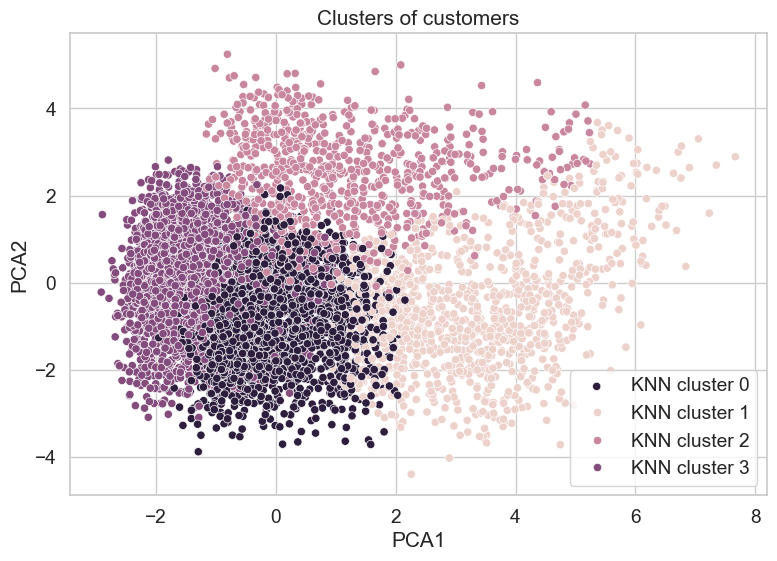 Clusters of customers
4
2
0
−2
−4
PCA2
KNN cluster 0
KNN cluster 1
KNN cluster 2
KNN cluster 3
−2 0 2 4 6 8
PCA1